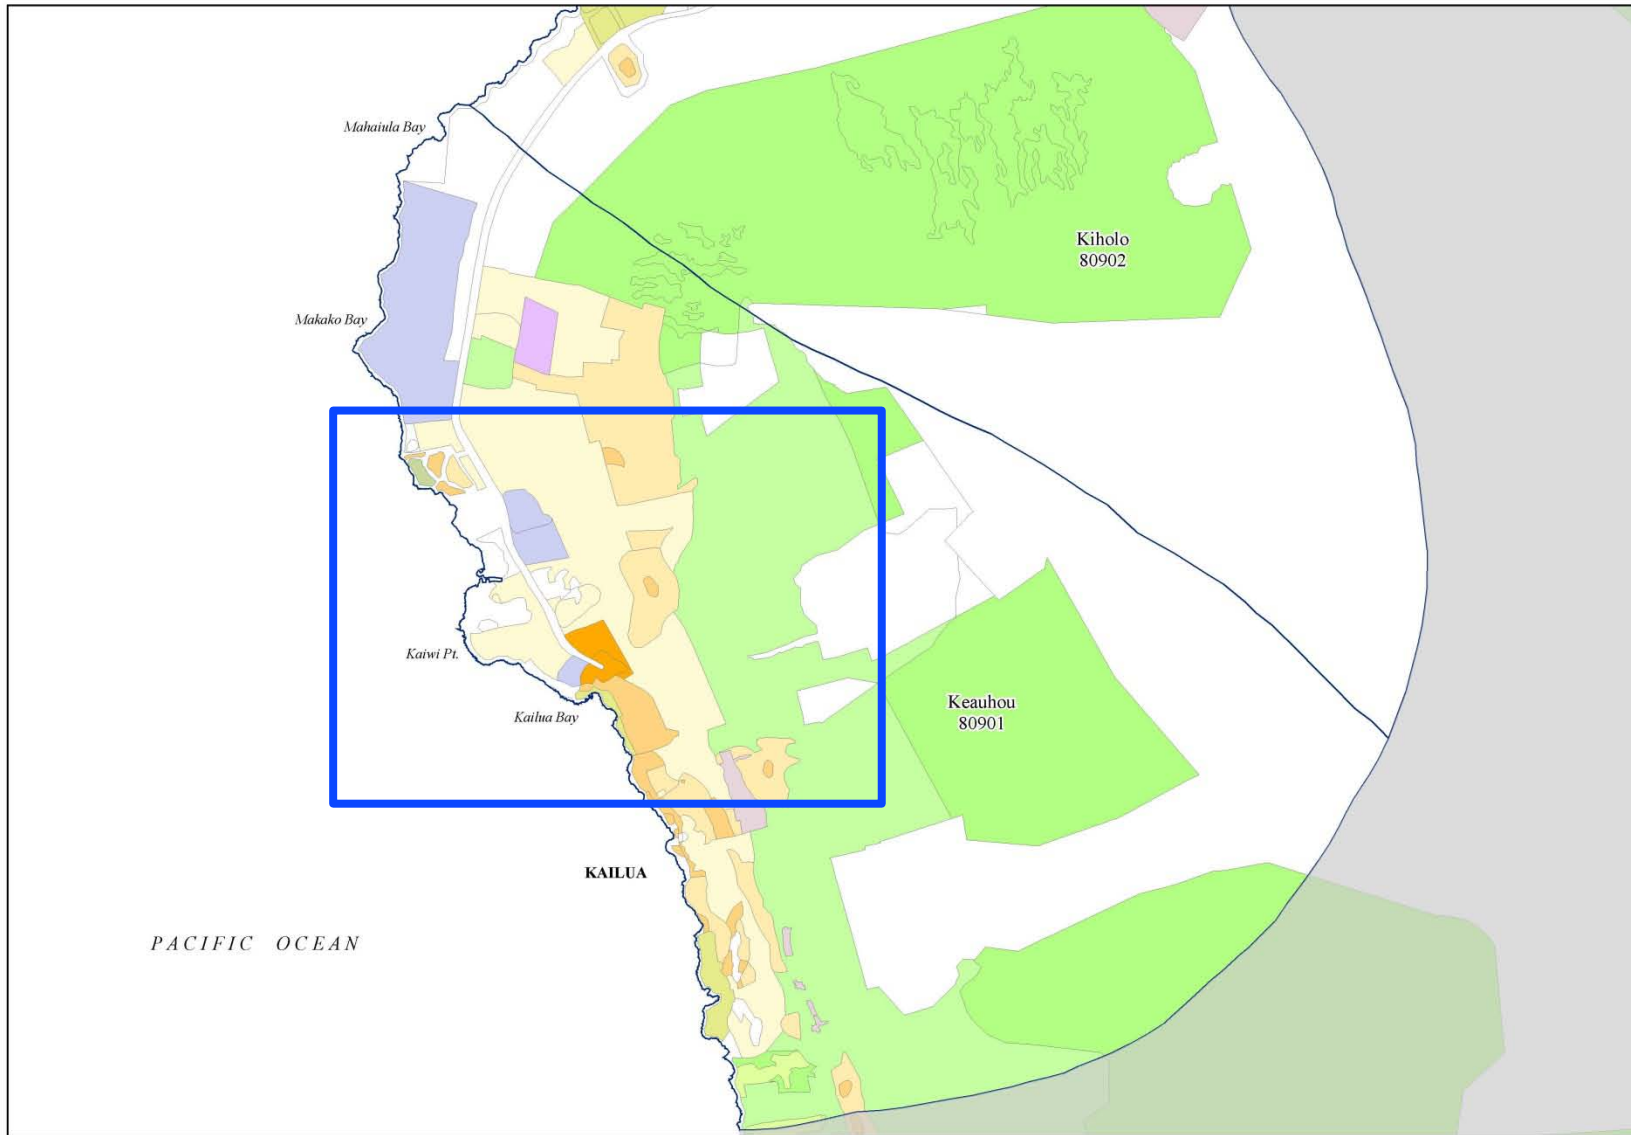 Mahaiula Bay
Kiholo
80902
Makako Bay
Kaiwi Pt.
Keauhou
80901
Kailua Bay
KAILUA
PACIFIC OCEAN